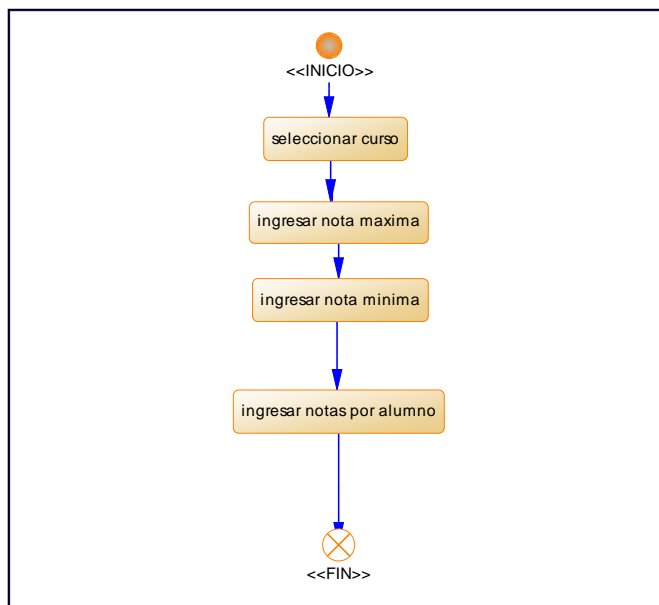 <<INICIO>>
seleccionar curso
ingresar nota maxima
ingresar nota minima
ingresar notas por alumno
<<FIN>>